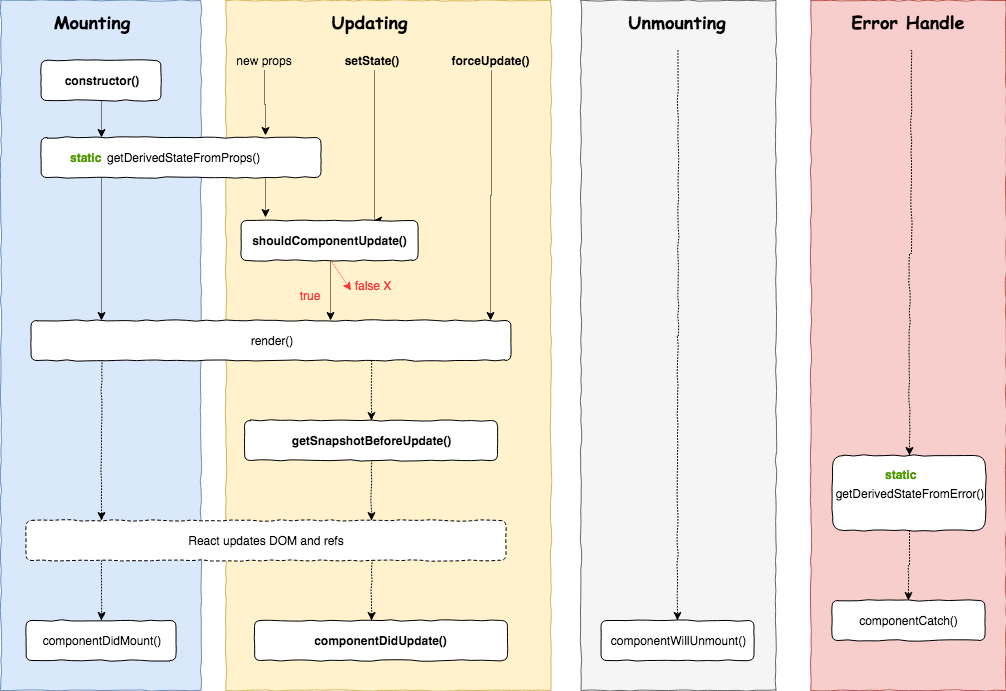 Mounting
Updating
Unmounting
Error Handle
new props
setState()
forceUpdate()
constructor()
static getDerivedStateFromProps()
shouldComponentUpdate()
true
false X
render()
getSnapshotBeforeUpdate()
static
getDerivedStateFromError()
React updates DOM and refs
componentDidMount()
componentDidUpdate()
componentWillUnmount()
componentCatch()